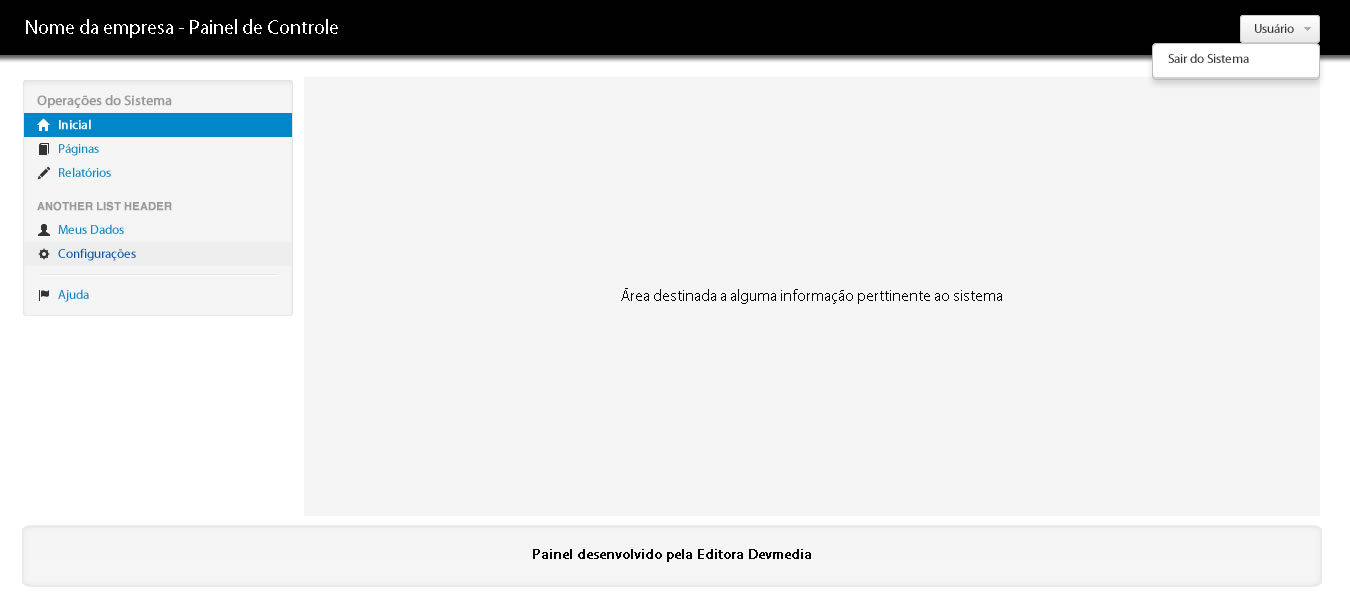 Nome da empresa - Painel de Controle
Usuário
Sair do Sistema
Operações do Sistema
Inicial
Páginas
Relatórios
ANOTHER LIST HEADER
Meus Dados
Configurações
Ajuda
Área destinada a alguma informação perttinente ao sistema
Painel desenvolvido pela Editora Devmedia